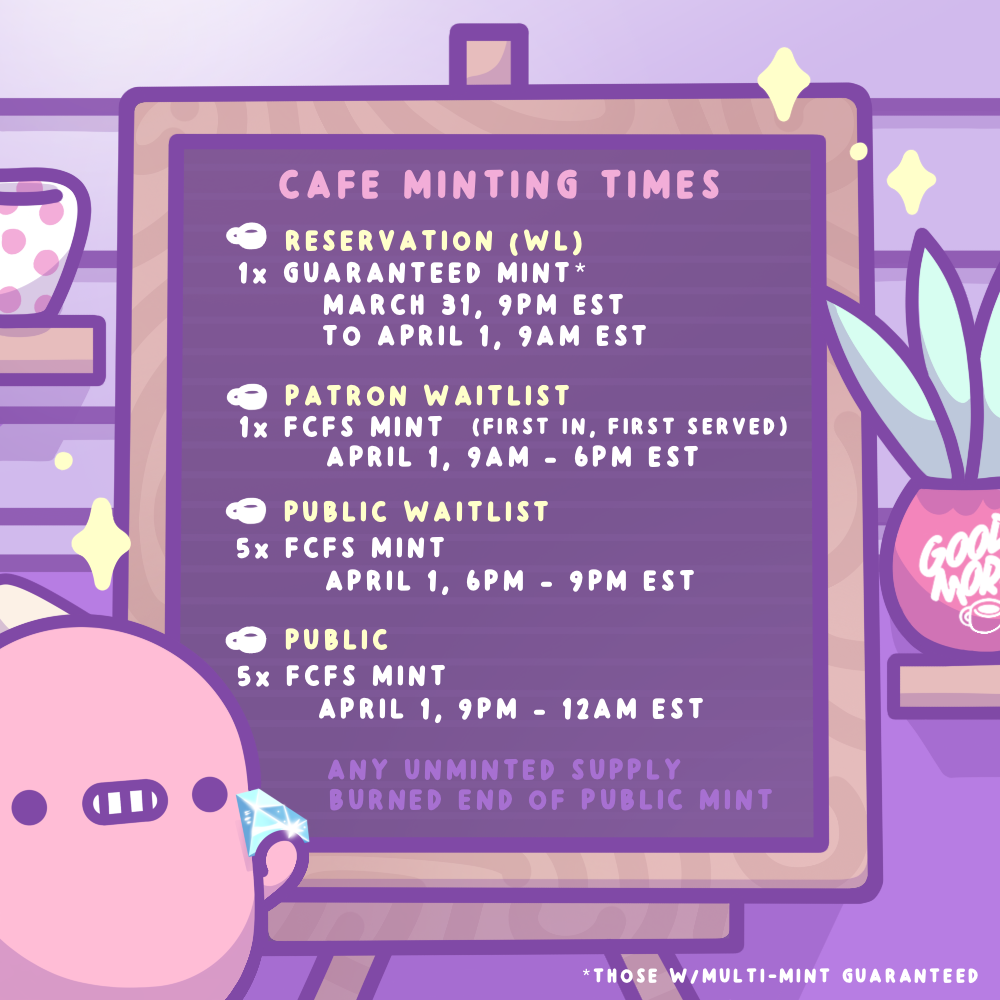 CAFE MINTING TIMES
RESERVATION (WL)
1x GUARANTEED MINT*
MARCH 31, 9PM EST
TO APRIL 1, 9AM EST
PATRON WAITLIST
1x FCFS MINT (FIRST IN, FIRST SERVED)
APRIL 1, 9AM - 6PM EST
PUBLIC WAITLIST
5x FCFS MINT
APRIL 1, 6PM - 9PM EST
PUBLIC
5x FCFS MINT
APRIL 1, 9PM - 12AM EST
ANY UNMINTED SUPPLY
BURNED END OF PUBLIC MINT
GOOD
*THOSE W/MULTI-MINT GUARANTEED